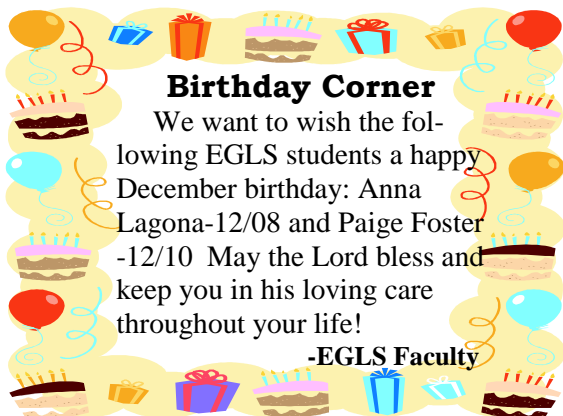 Birthday Corner
We want to wish the fol-
lowing EGLS students a happy
December birthday: Anna
Lagona-12/08 and Paige Foster
-12/10  May the Lord bless and
keep you in his loving care
throughout your life!
-EGLS Faculty